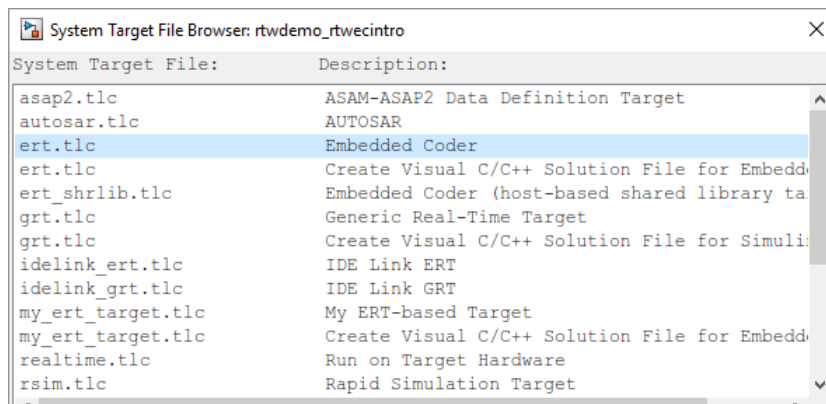 System Target File Browser: rtwdemo_rtwecintro
System Target File: Description:
asap2.tlc ASAM-ASAP2 Data Definition Target
autosar.tlc AUTOSAR
ert.tlc Embedded Coder
ert.tlc Create Visual C/C++ Solution File for Embedd
ert_shrlib.tlc Embedded Coder (host-based shared library ta
grt.tlc Generic Real-Time Target
grt.tlc Create Visual C/C++ Solution File for Simuli
idelink_ert.tlc IDE Link ERT
idelink_grt.tlc IDE Link GRT
my_ert_target.tlc My ERT-based Target
my_ert_target.tlc Create Visual C/C++ Solution File for Embedd
realtime.tlc Run on Target Hardware
rsim.tlc Rapid Simulation Target